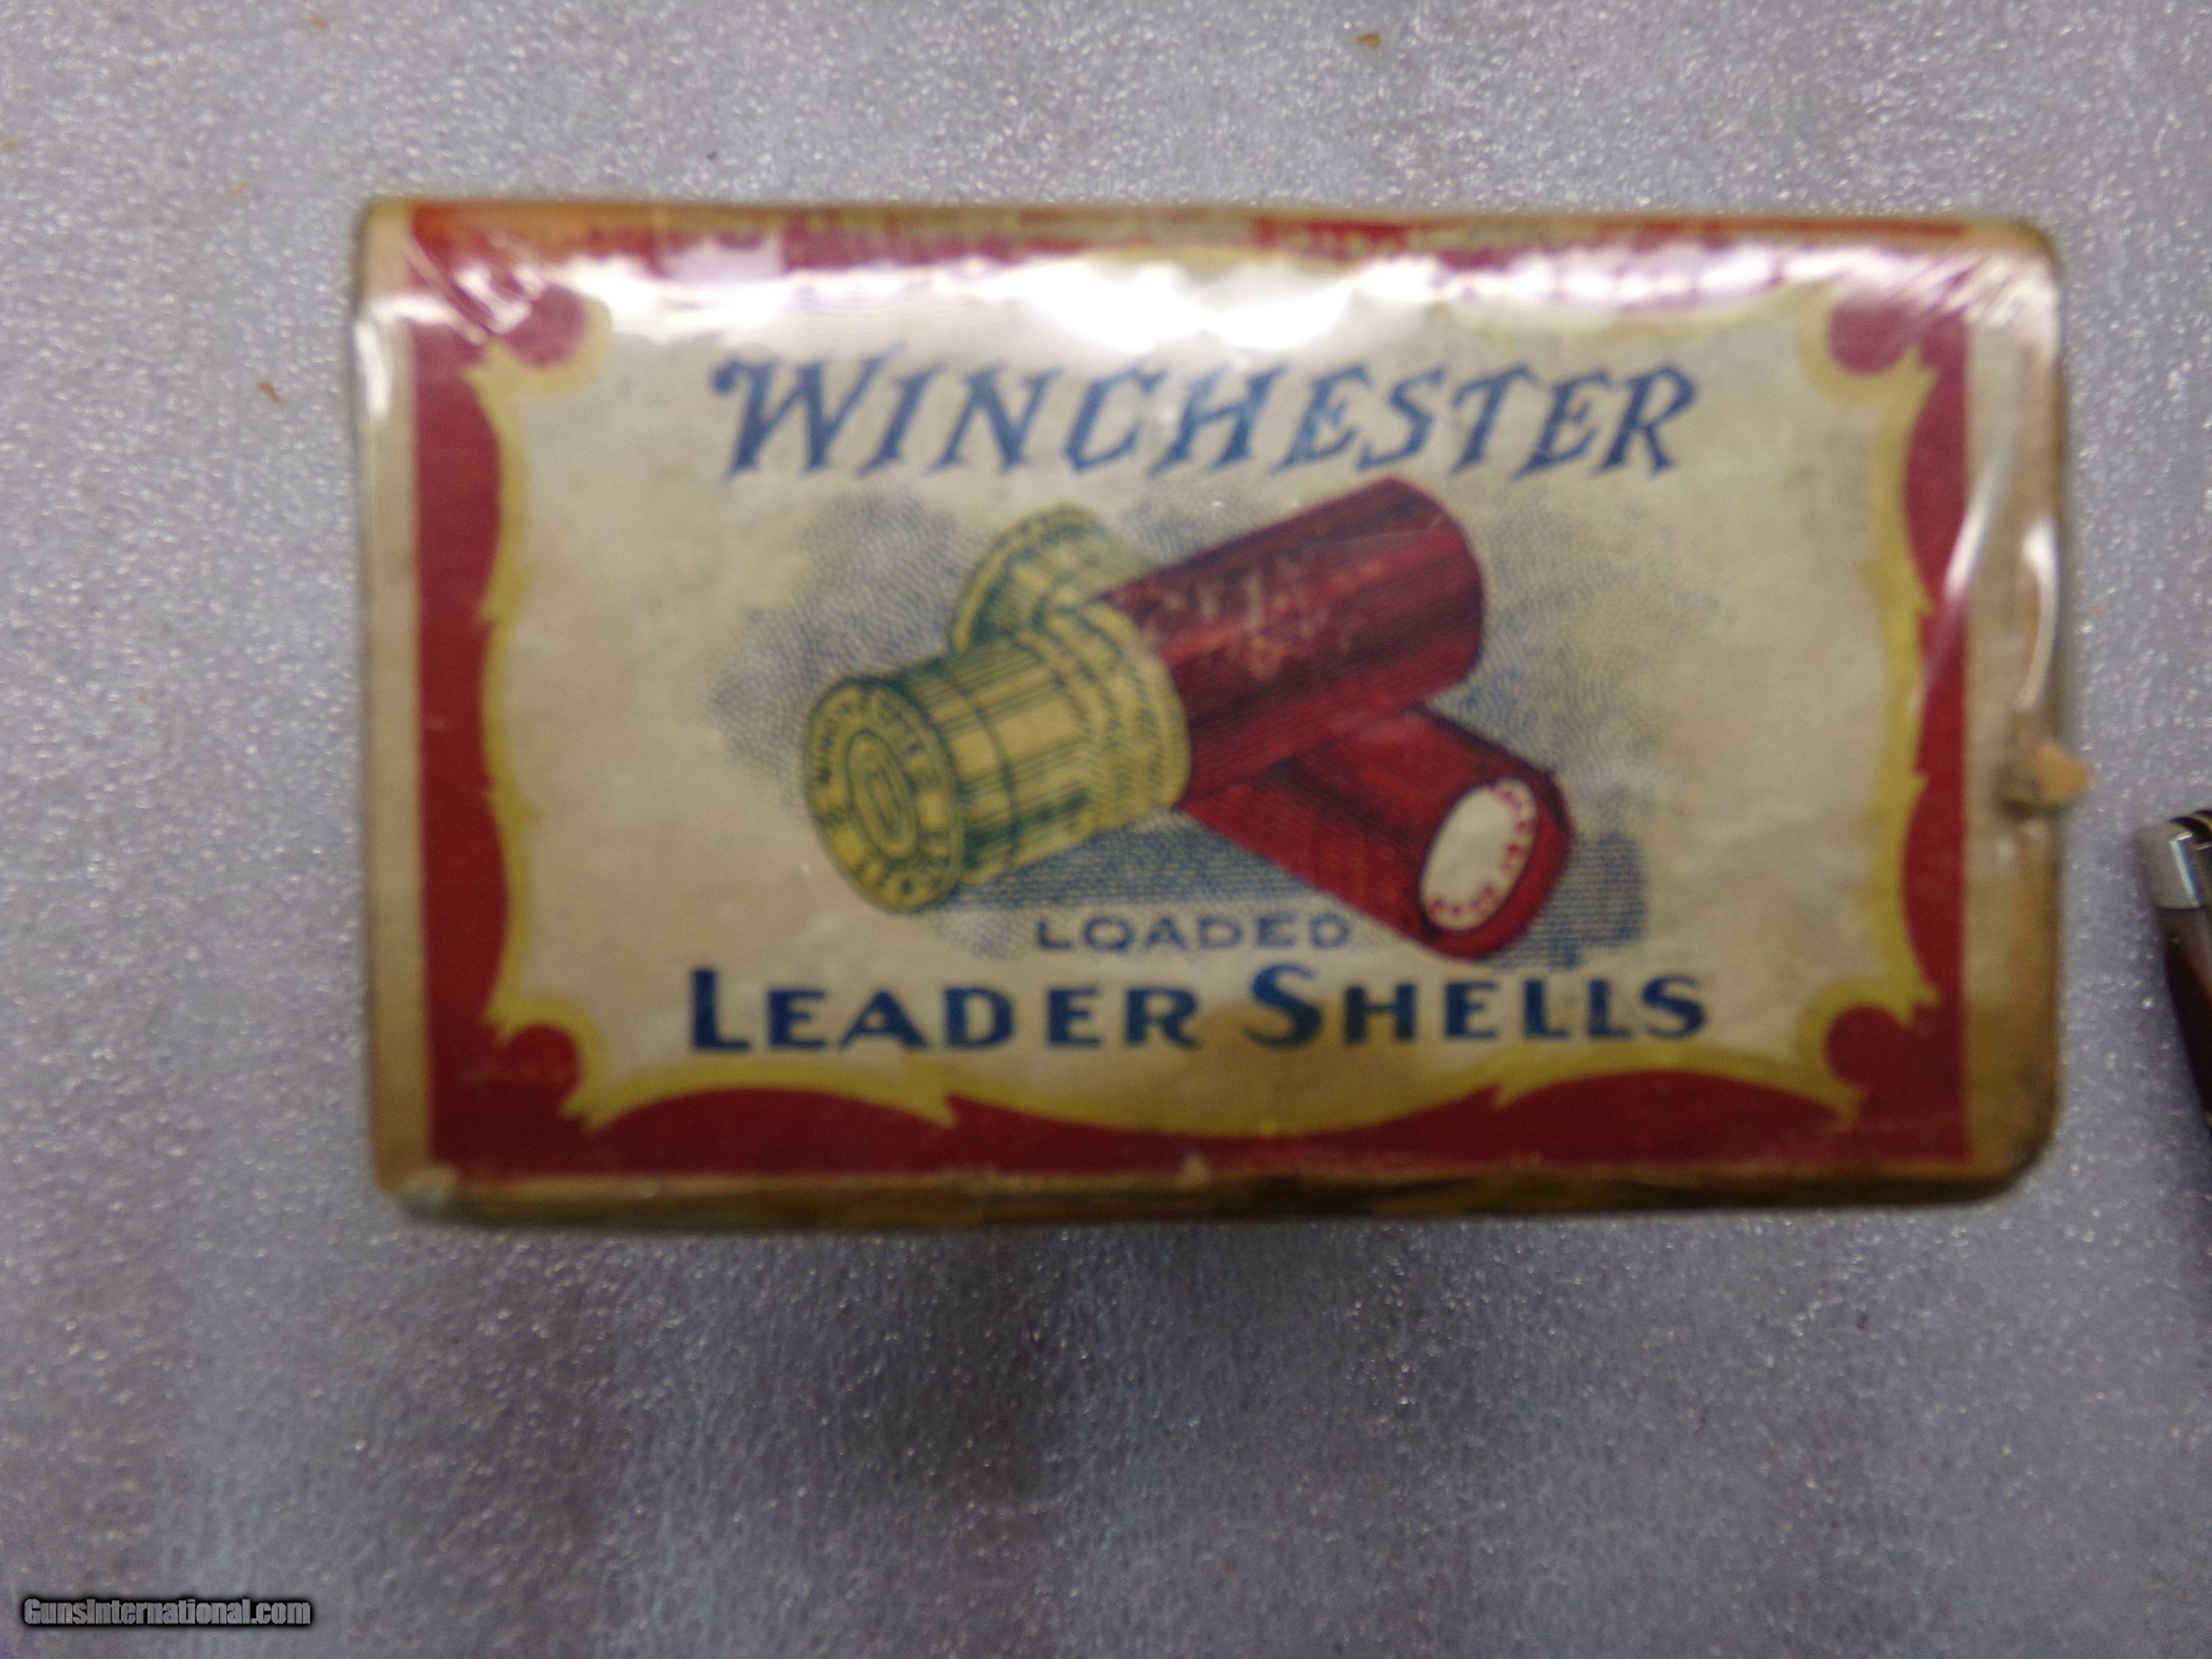 WINCHESTER
LOADED
LEADER SHELLS
GunsInternational.com